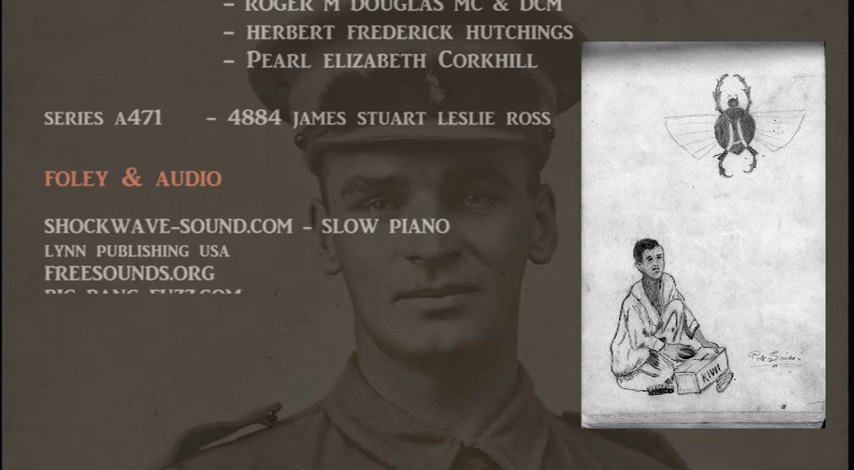 - ROGER M DOUGLAS MC & DCM
- HERBERT FREDERICK HUTCHINGS
- PEARL ELIZABETH CORKHILL
SERIES A471 - 4884 JAMES STUART LESLIE ROSS
FOLEY & AUDIO
SHOCKWAVE-SOUND.COM - SLOW PIANO
LYNN PUBLISHING USA
FREESOUNDS.ORG
KIWI